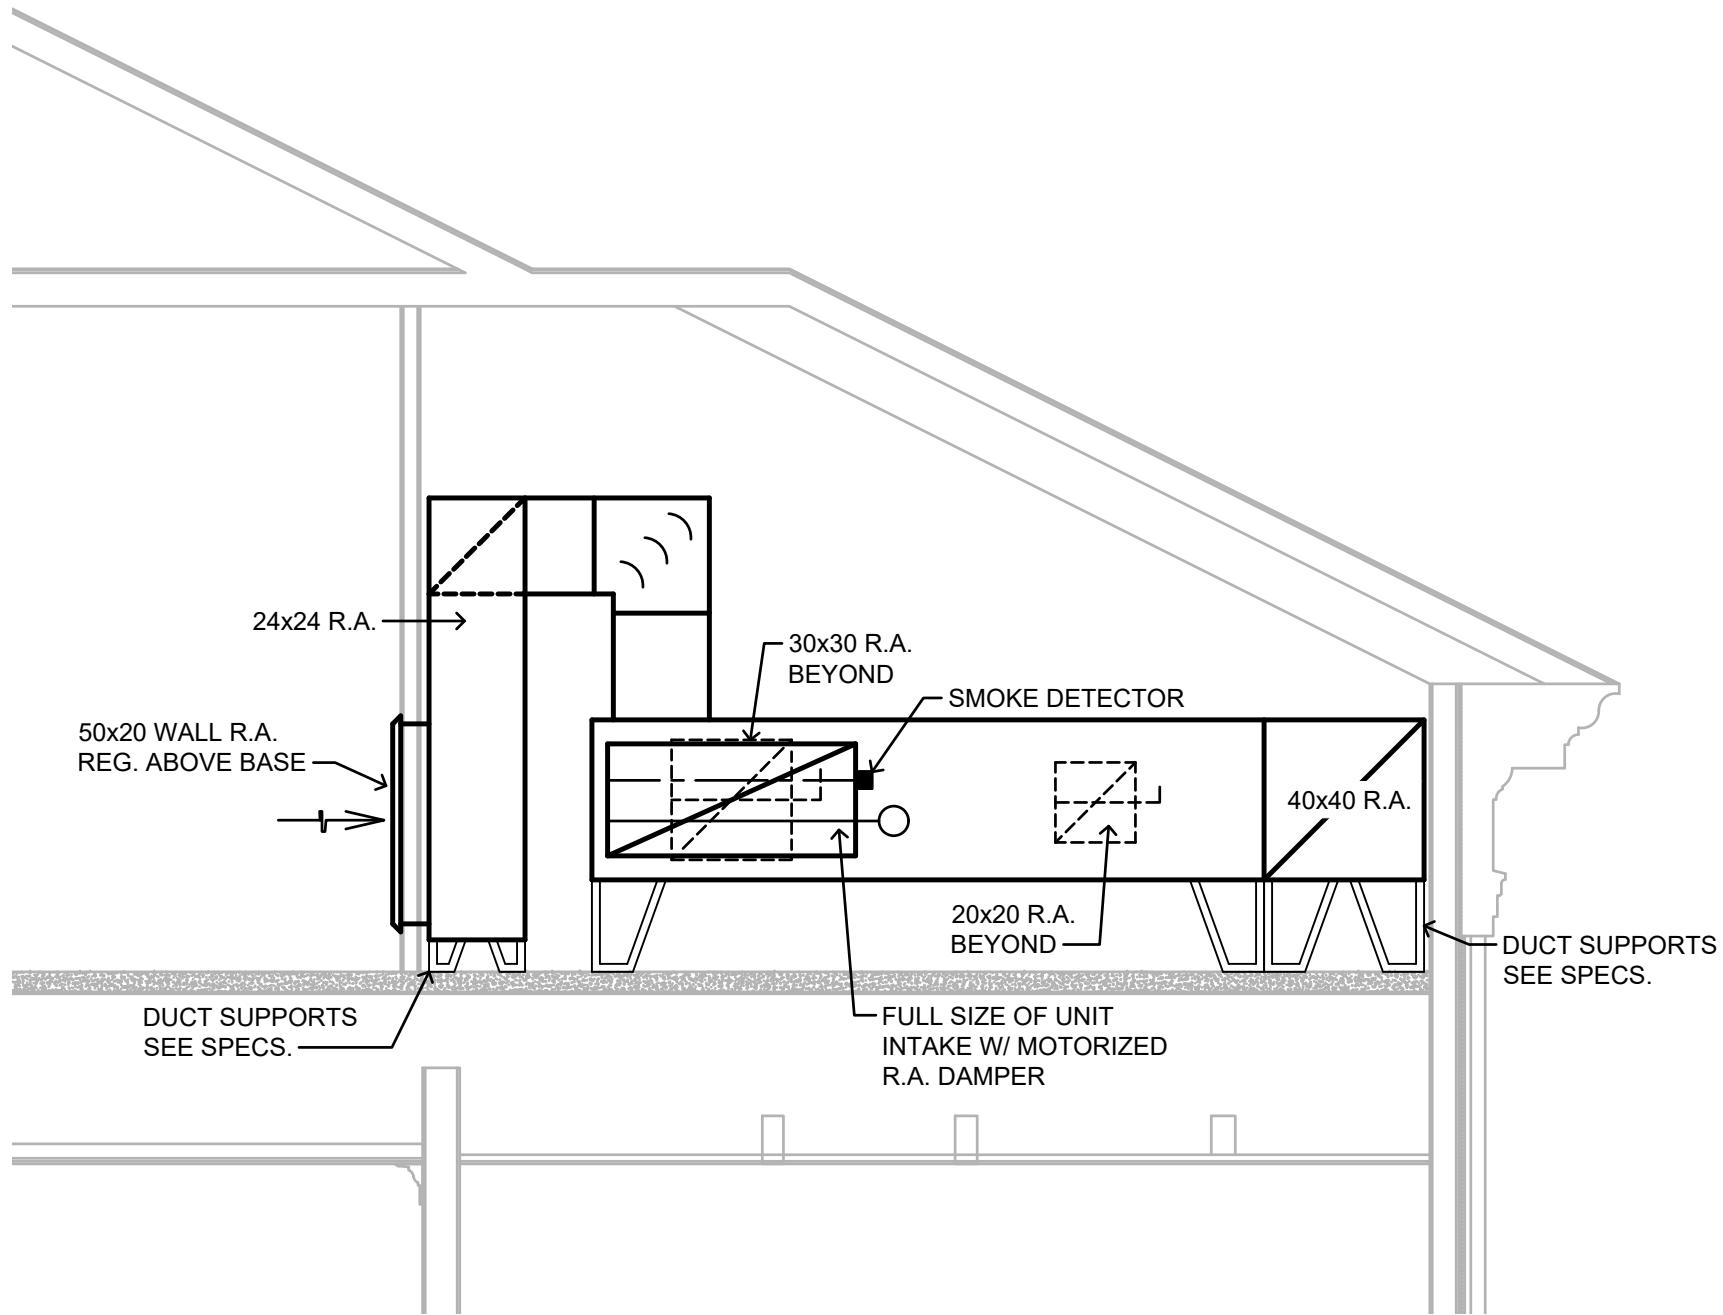 24x24 R.A.
30x30 R.A.
BEYOND
SMOKE DETECTOR
50x20 WALL R.A.
REG. ABOVE BASE
40x40 R.A.
20x20 R.A.
BEYOND
DUCT SUPPORTS
SEE SPECS.
DUCT SUPPORTS
SEE SPECS.
FULL SIZE OF UNIT
INTAKE W/ MOTORIZED
R.A. DAMPER